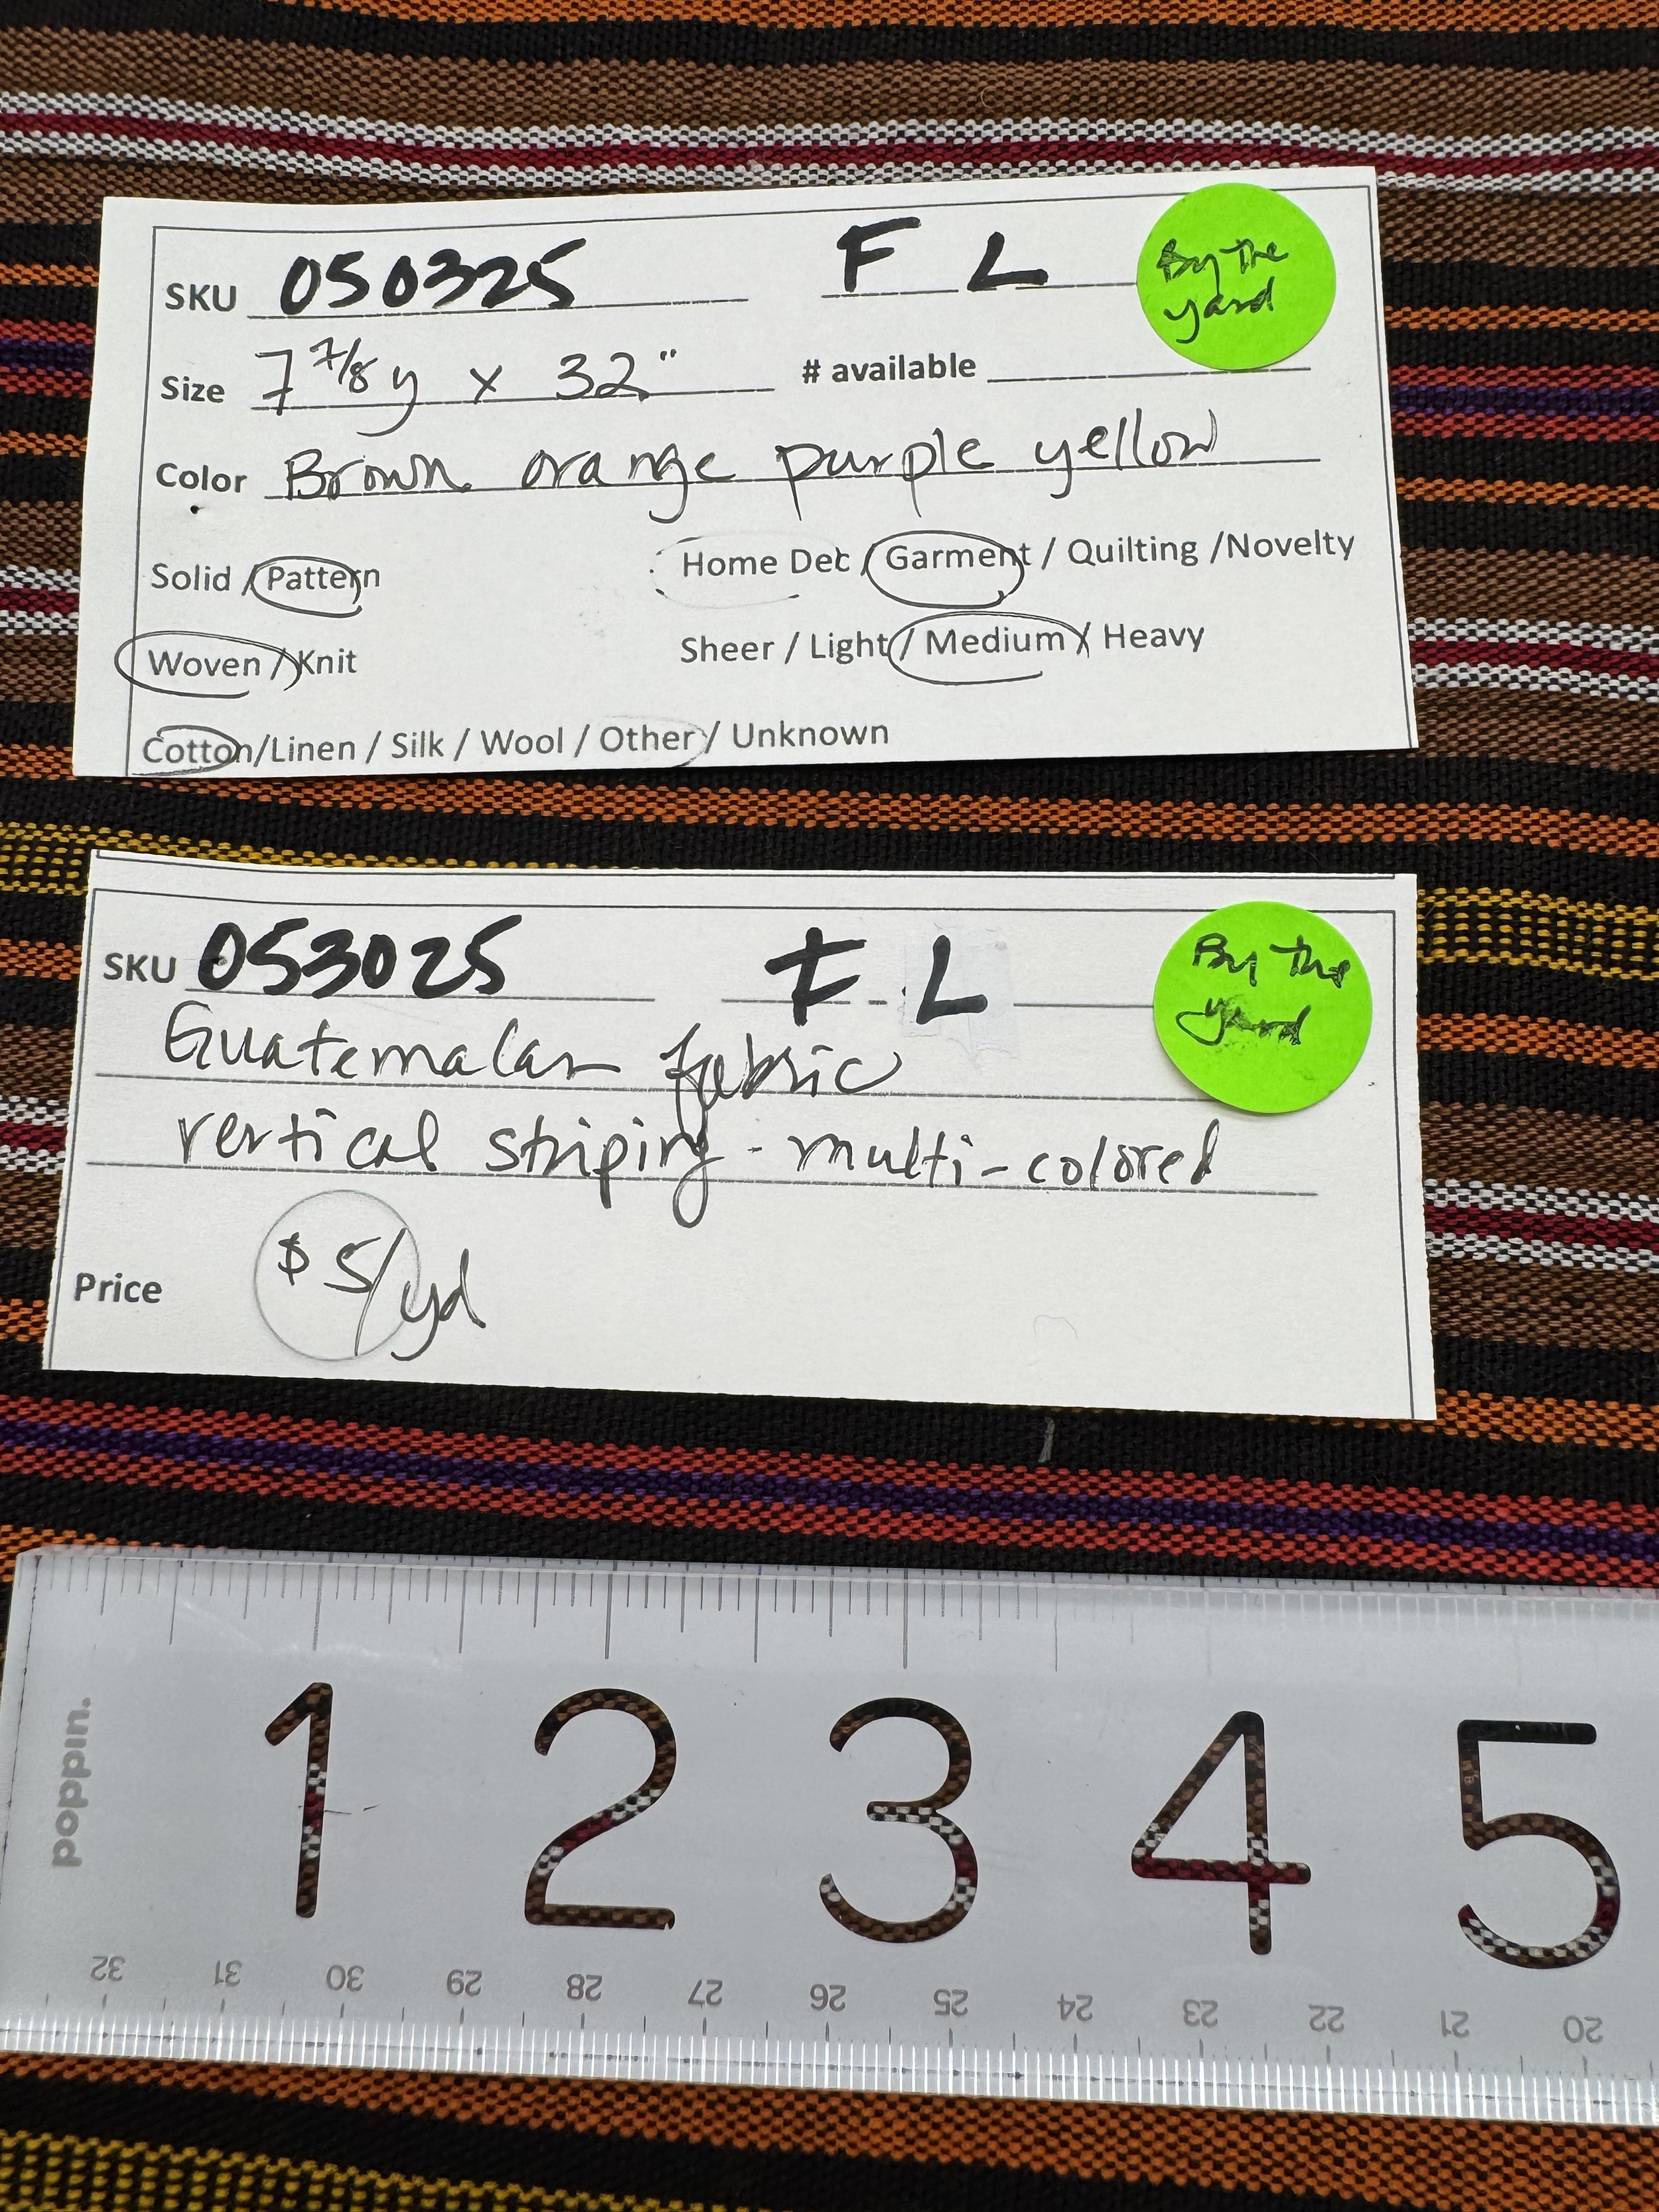 SKU 050325 F L By the
yard
Size 7 7/8 y x 32" # available
Color Brown orange purple yellow
Solid / Pattern Home Dec / Garment / Quilting /Novelty
Woven / Knit Sheer / Light / Medium / Heavy
Cotton/Linen / Silk / Wool / Other / Unknown
SKU 053025 F L By the
yard
Guatemalan fabric
vertical striping - multi-colored
Price $5/yd
poppin.
1 2 3 4 5
32 31 30 29 28 27 26 25 24 23 22 21 20